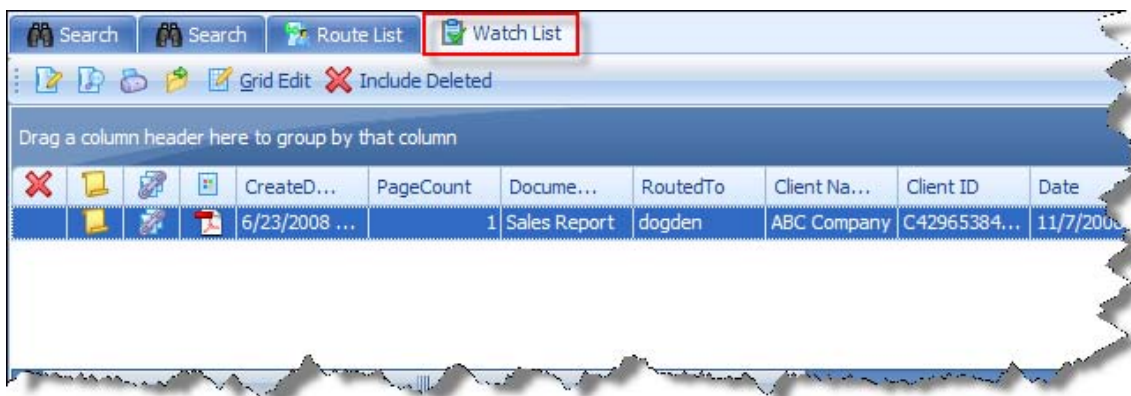 Search Search Route List Watch List
Grid Edit Include Deleted
Drag a column header here to group by that column
CreateD... PageCount Docume... RoutedTo Client Na... Client ID Date
6/23/2008 ... 1 Sales Report dogden ABC Company C42965384...